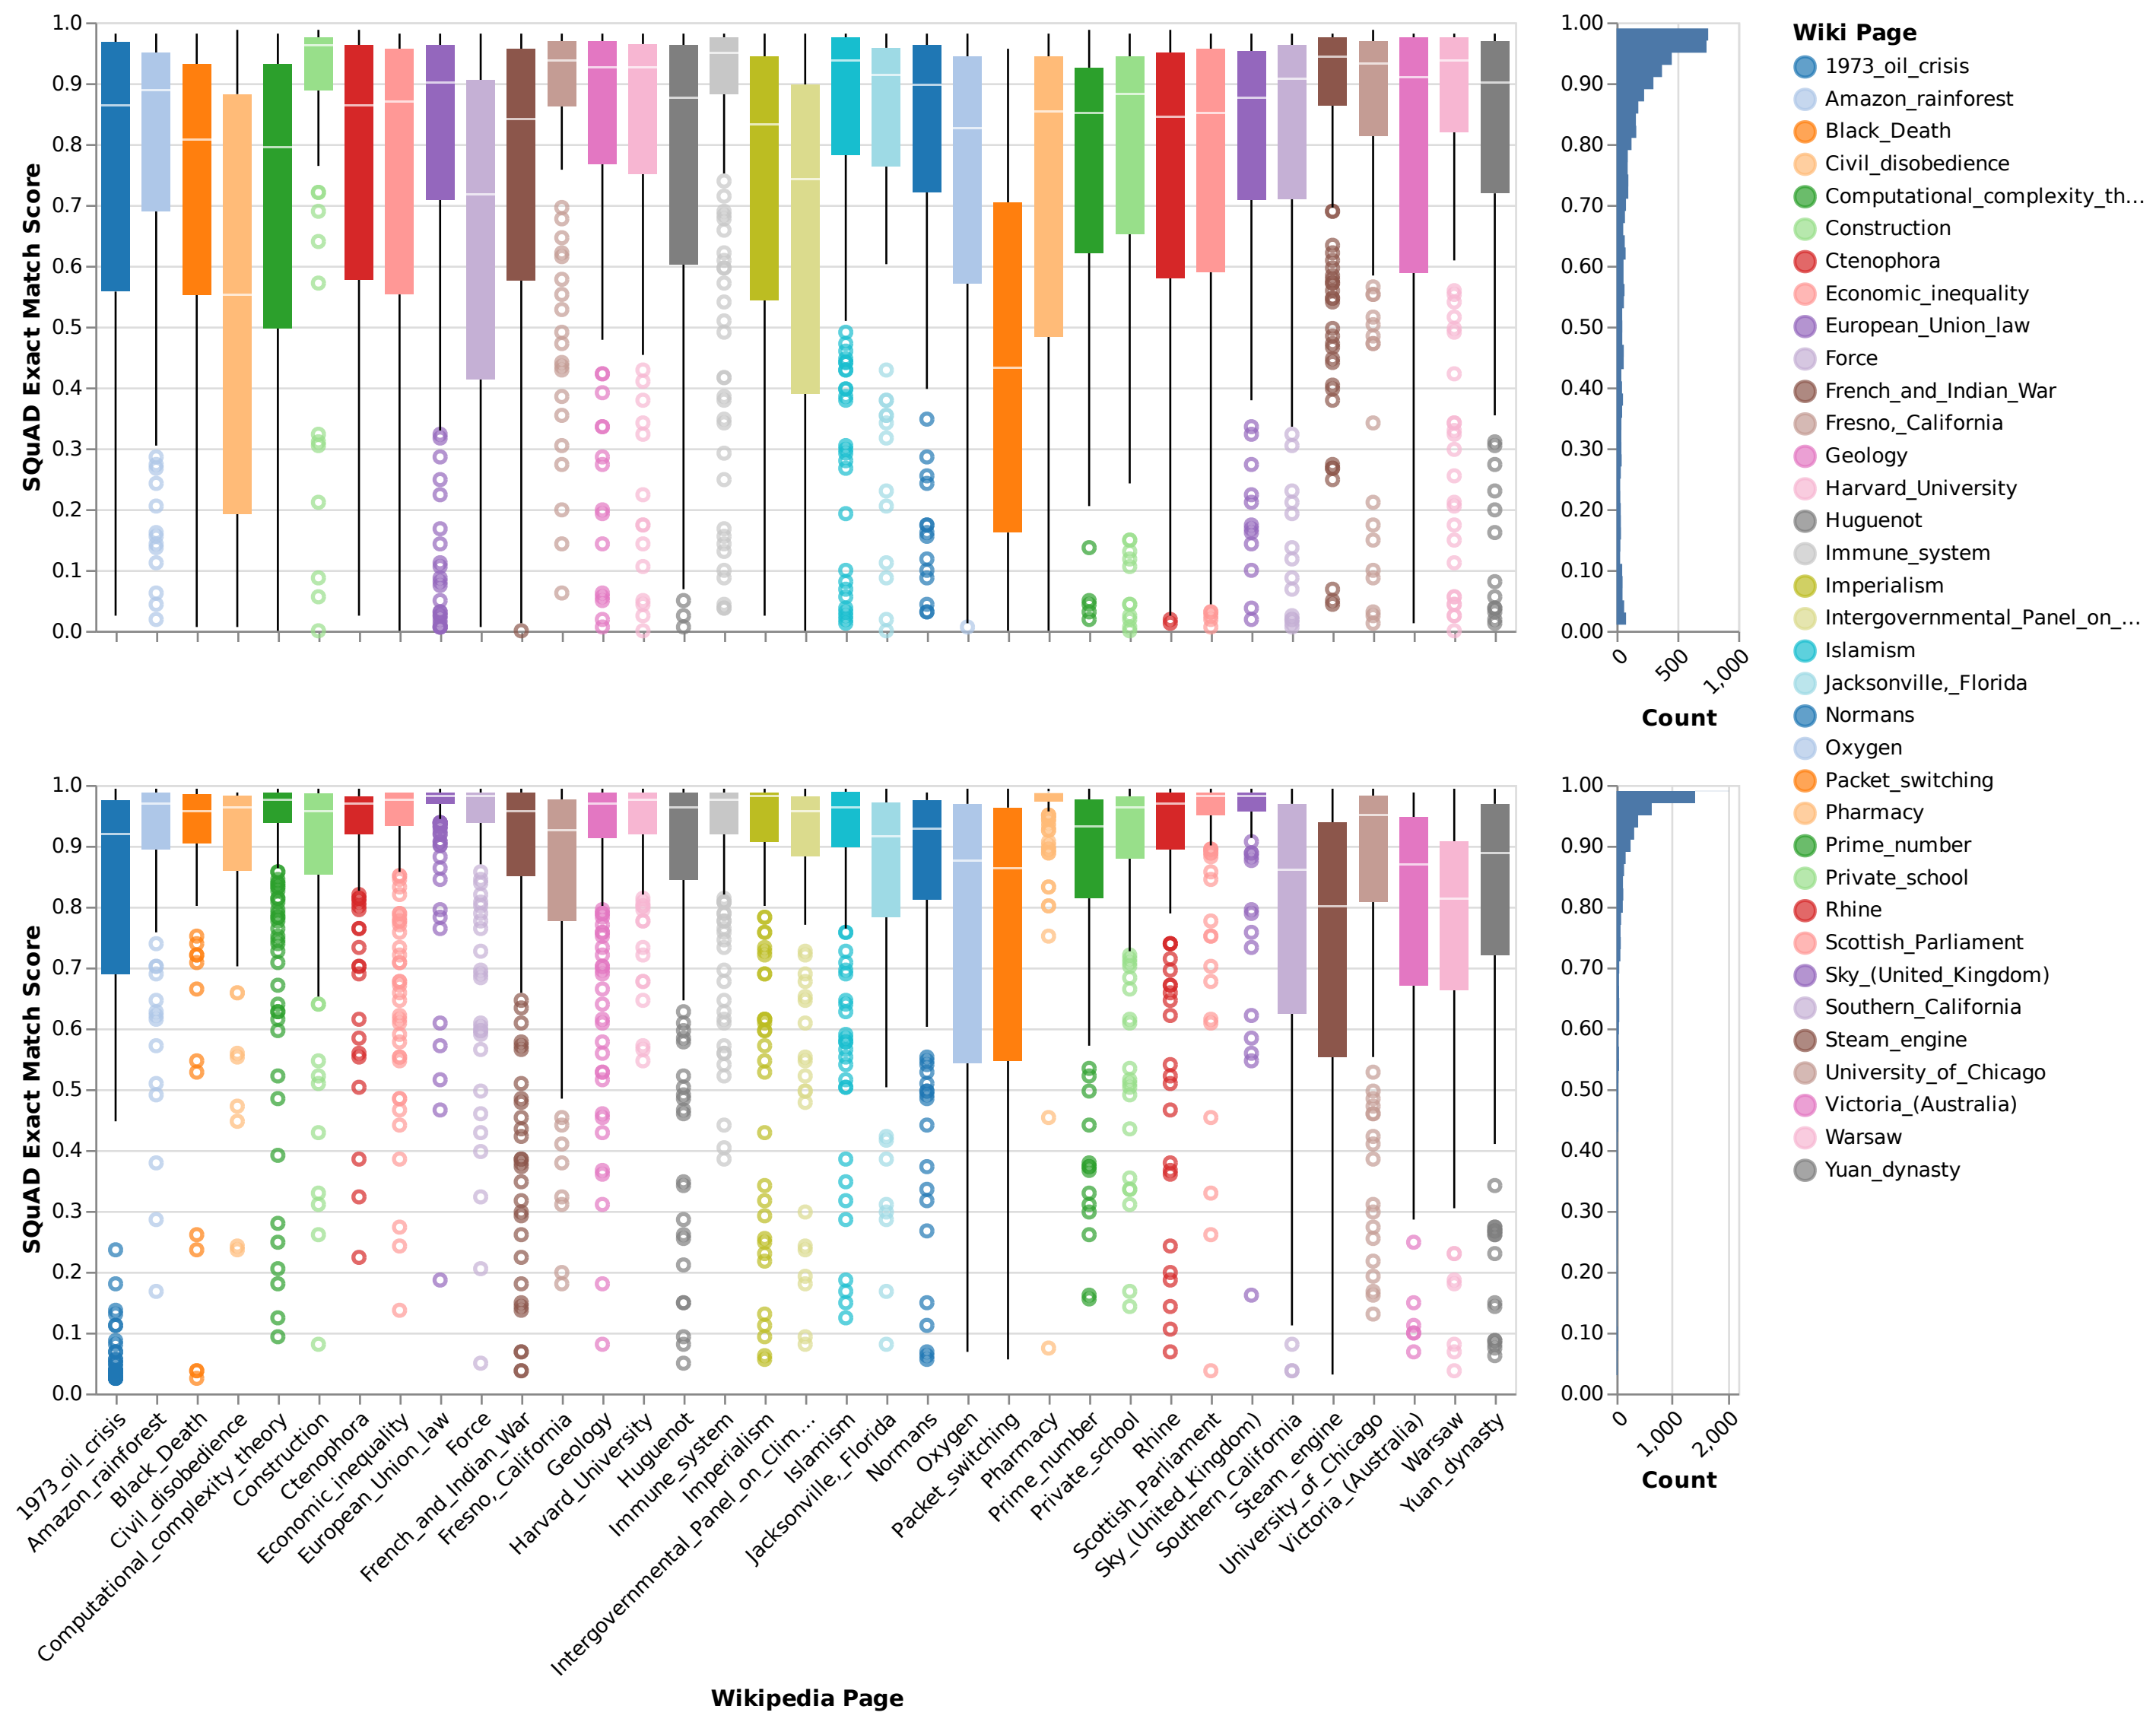 SQuAD Exact Match Score
1.0
0.9
0.8
0.7
0.6
0.5
0.4
0.3
0.2
0.1
0.0
1.00
0.90
0.80
0.70
0.60
0.50
0.40
0.30
0.20
0.10
0.00
0
500
1,000
Count
SQuAD Exact Match Score
1.0
0.9
0.8
0.7
0.6
0.5
0.4
0.3
0.2
0.1
0.0
1973_oil_crisis
Amazon_rainforest
Black_Death
Civil_disobedience
Computational_complexity_theory
Construction
Ctenophora
Economic_inequality
European_Union_law
Force
French_and_Indian_War
Fresno,_California
Geology
Harvard_University
Huguenot
Immune_system
Imperialism
Intergovernmental_Panel_on_Clim...
Islamism
Jacksonville,_Florida
Normans
Oxygen
Packet_switching
Pharmacy
Prime_number
Private_school
Rhine
Scottish_Parliament
Sky_(United_Kingdom)
Southern_California
Steam_engine
University_of_Chicago
Victoria_(Australia)
Warsaw
Yuan_dynasty
Wikipedia Page
1.00
0.90
0.80
0.70
0.60
0.50
0.40
0.30
0.20
0.10
0.00
0
1,000
2,000
Count
Wiki Page
1973_oil_crisis
Amazon_rainforest
Black_Death
Civil_disobedience
Computational_complexity_th...
Construction
Ctenophora
Economic_inequality
European_Union_law
Force
French_and_Indian_War
Fresno,_California
Geology
Harvard_University
Huguenot
Immune_system
Imperialism
Intergovernmental_Panel_on_...
Islamism
Jacksonville,_Florida
Normans
Oxygen
Packet_switching
Pharmacy
Prime_number
Private_school
Rhine
Scottish_Parliament
Sky_(United_Kingdom)
Southern_California
Steam_engine
University_of_Chicago
Victoria_(Australia)
Warsaw
Yuan_dynasty